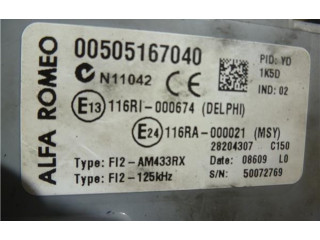 ALFA ROMEO
00505167040
PID: YD
1K5D
IND: 02
N11042 CE
E13 116RI-000674 (DELPHI)
E24 116RA-000021 (MSY)
28204307 C150
Type: FI2-AM433RX
Date: 08609 L0
Type: FI2-125kHz
S/N: 50072769